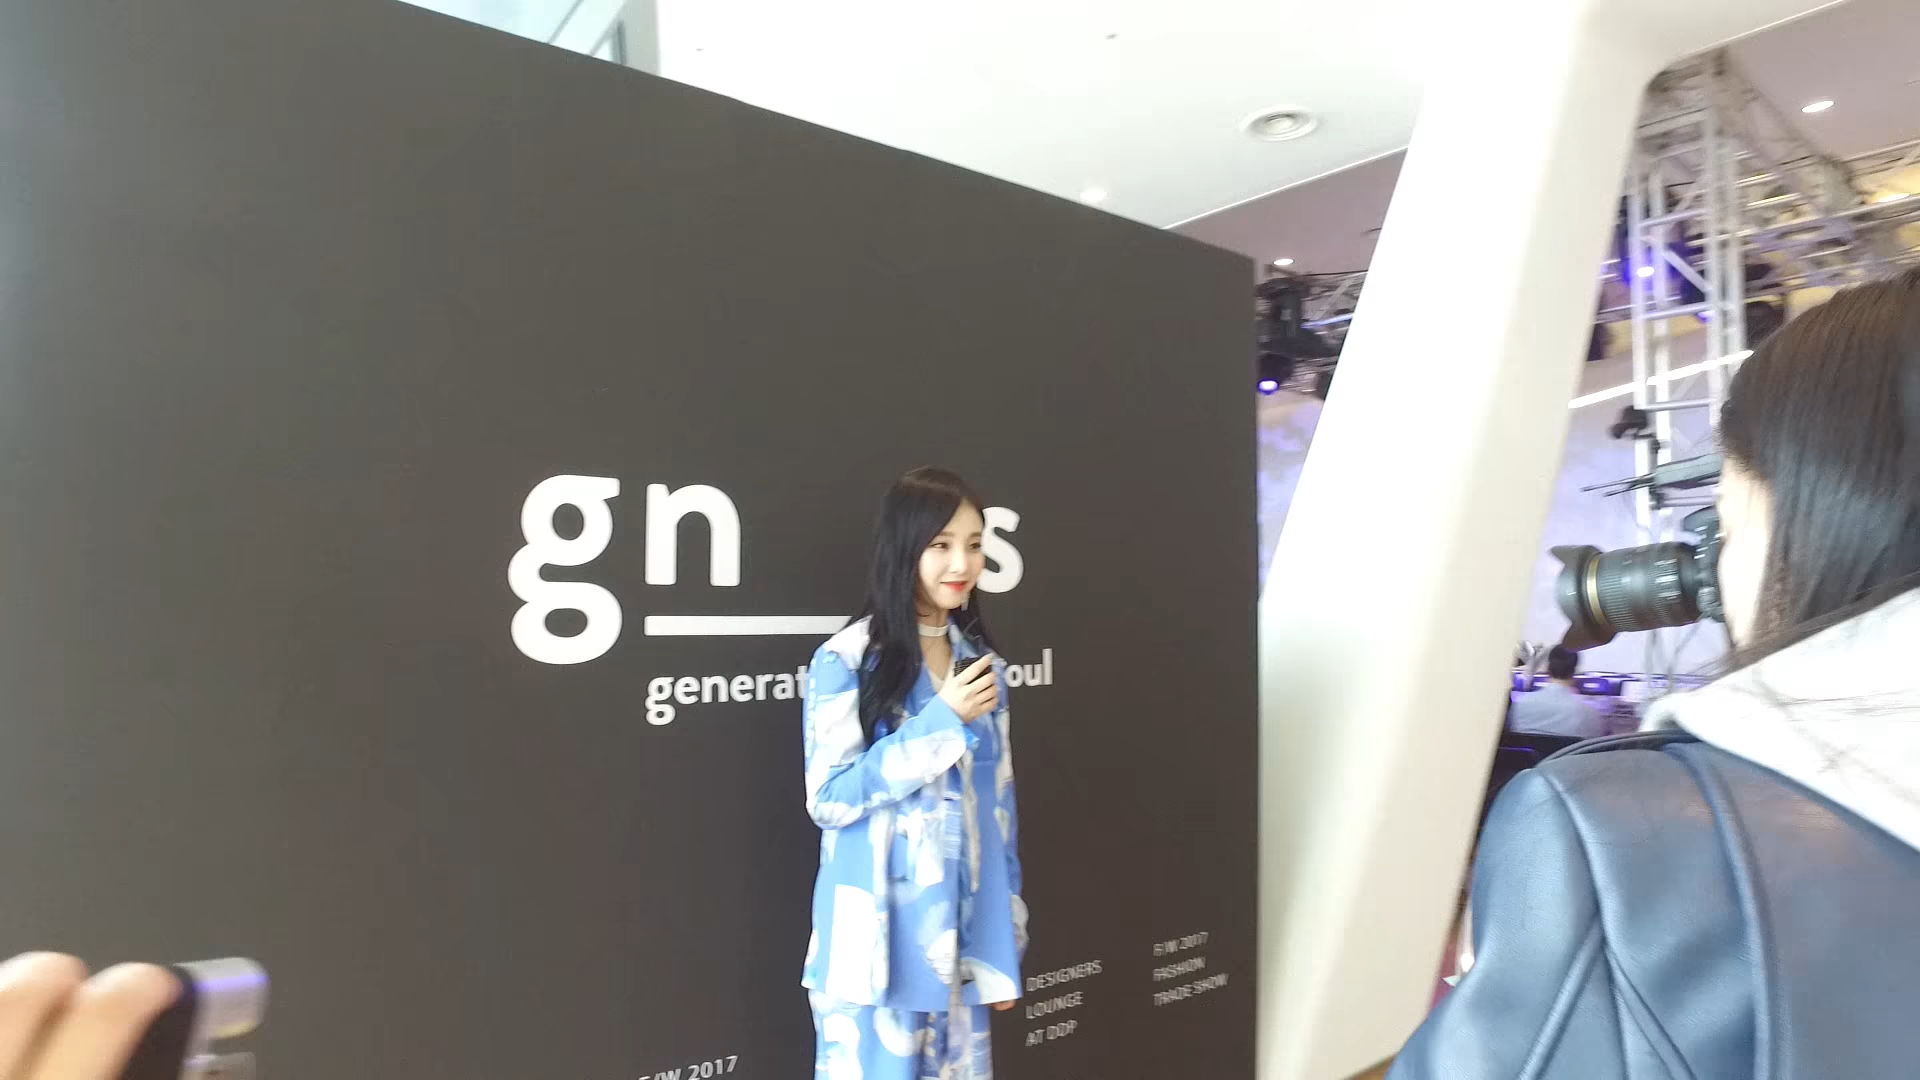 gn s
generat oul
DESIGNERS
LOUNGE
AT DDP
F/W 2017
FASHION
TRADE SHOW
F/W 2017